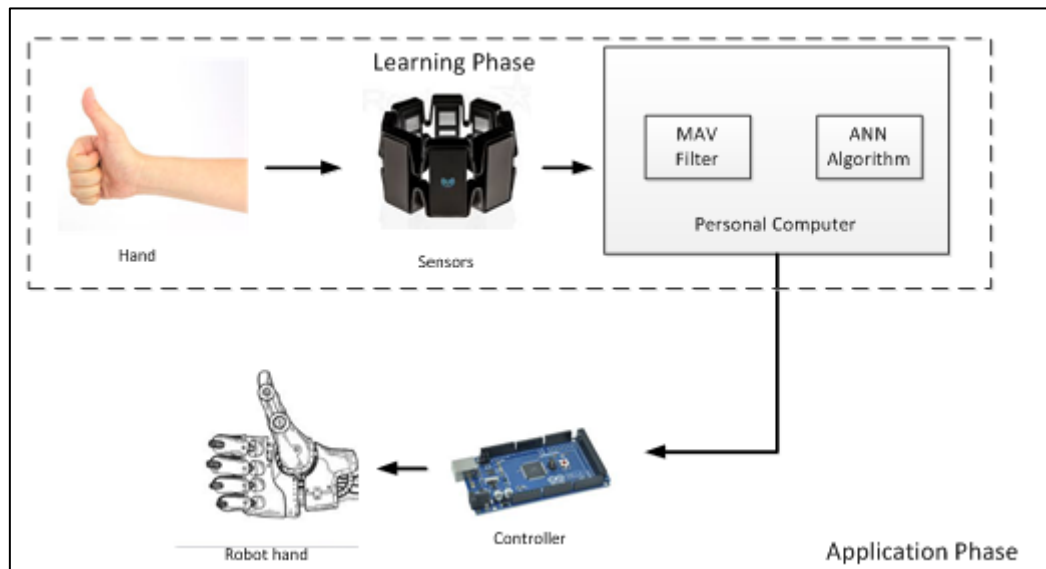 Learning Phase
MAV
Filter
ANN
Algorithm
Personal Computer
Hand
Sensors
Robot hand
Controller
Application Phase